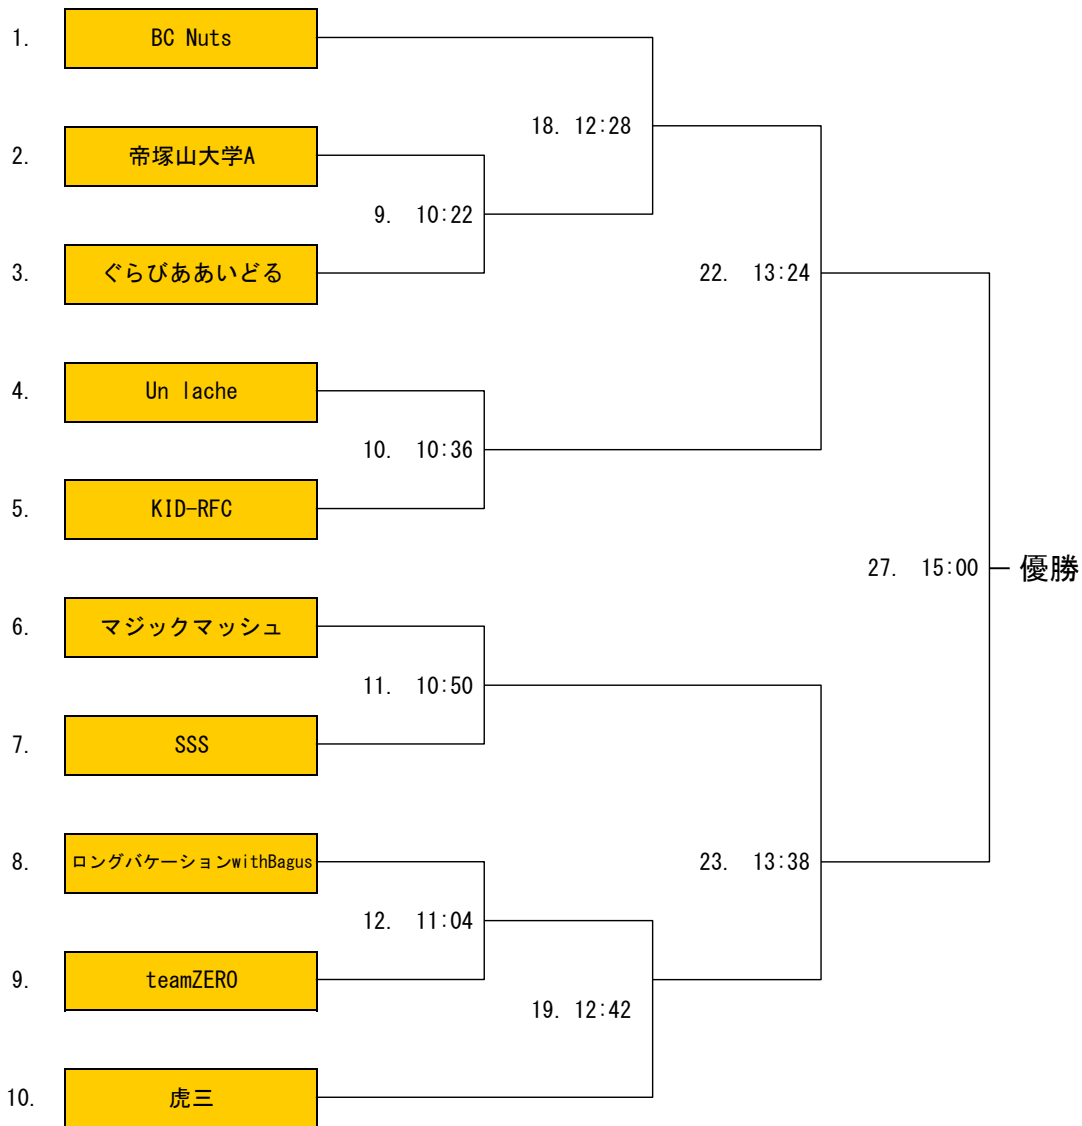 1. BC Nuts
18. 12:28
2. 帝塚山大学A
9. 10:22
3. ぐらびああいどる
22. 13:24
4. Un lache
10. 10:36
5. KID-RFC
27. 15:00 優勝
6. マジックマッシュ
11. 10:50
7. SSS
8. ロングバケーションwithBagus
23. 13:38
12. 11:04
9. teamZERO
19. 12:42
10. 虎三